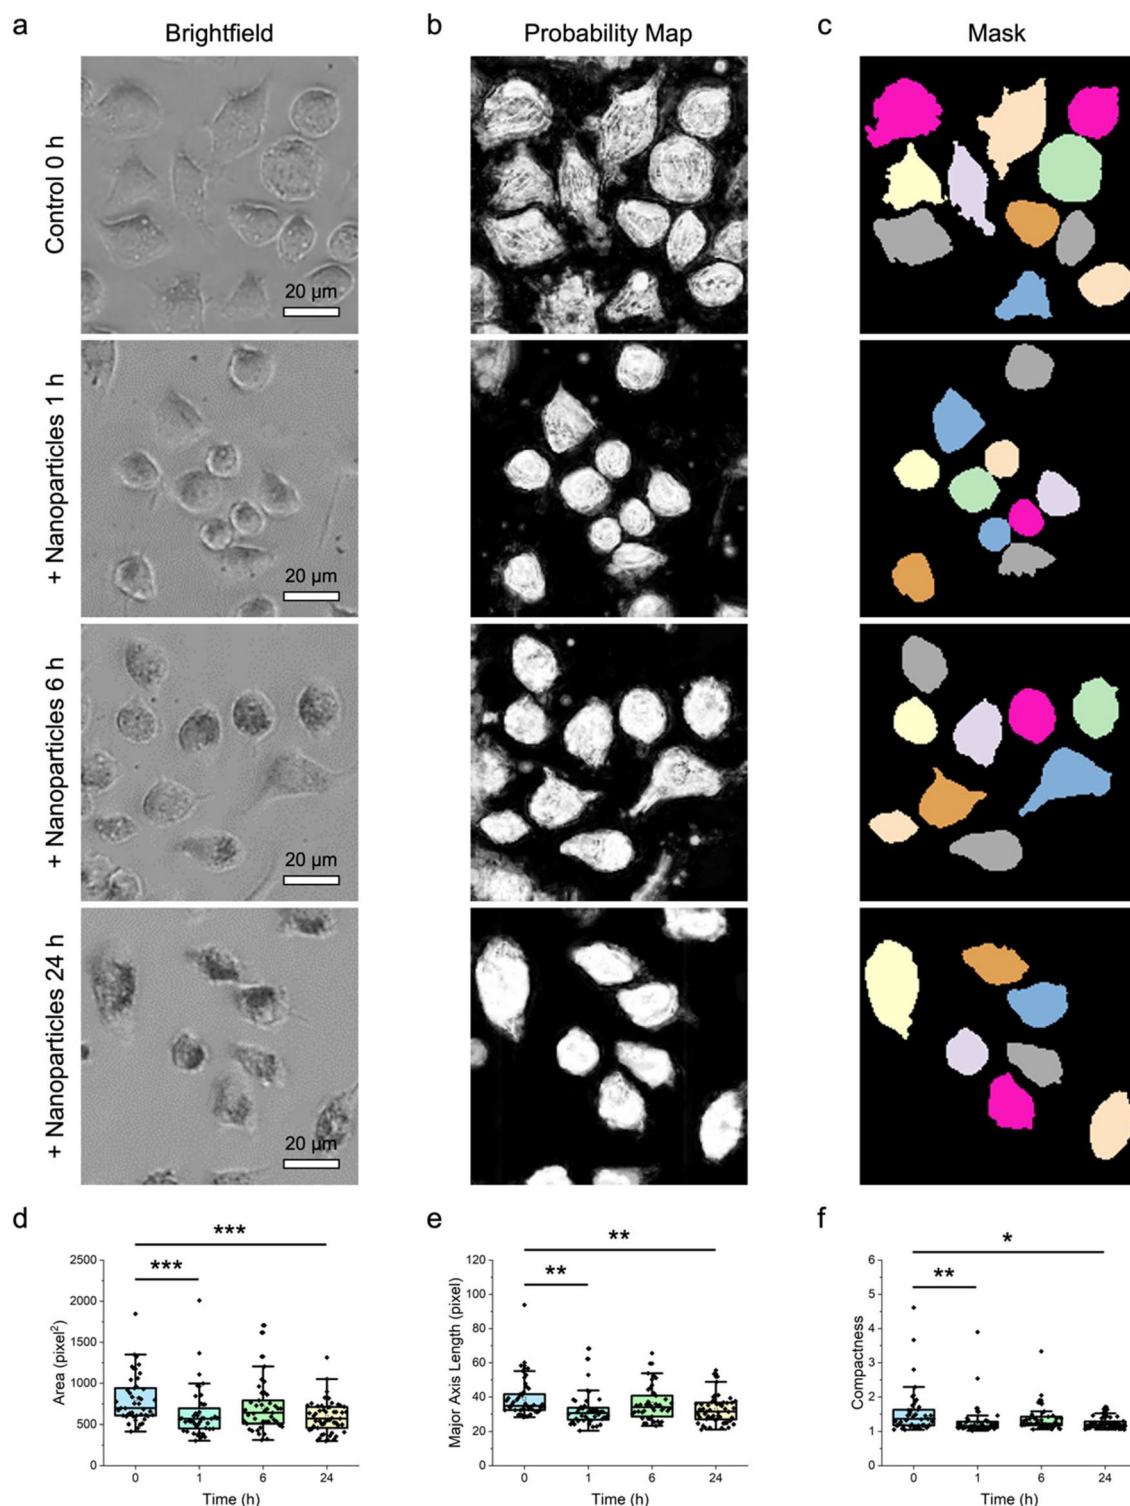 a
Brightfield
b
Probability Map
c
Mask
Control 0 h
20 µm
+ Nanoparticles 1 h
20 µm
+ Nanoparticles 6 h
20 µm
+ Nanoparticles 24 h
20 µm
d
***
***
Area (pixel²)
2500
2000
1500
1000
500
0
0 1 6 24
Time (h)
e
**
**
Major Axis Length (pixel)
120
100
80
60
40
20
0
0 1 6 24
Time (h)
f
*
**
Compactness
6
5
4
3
2
1
0
0 1 6 24
Time (h)